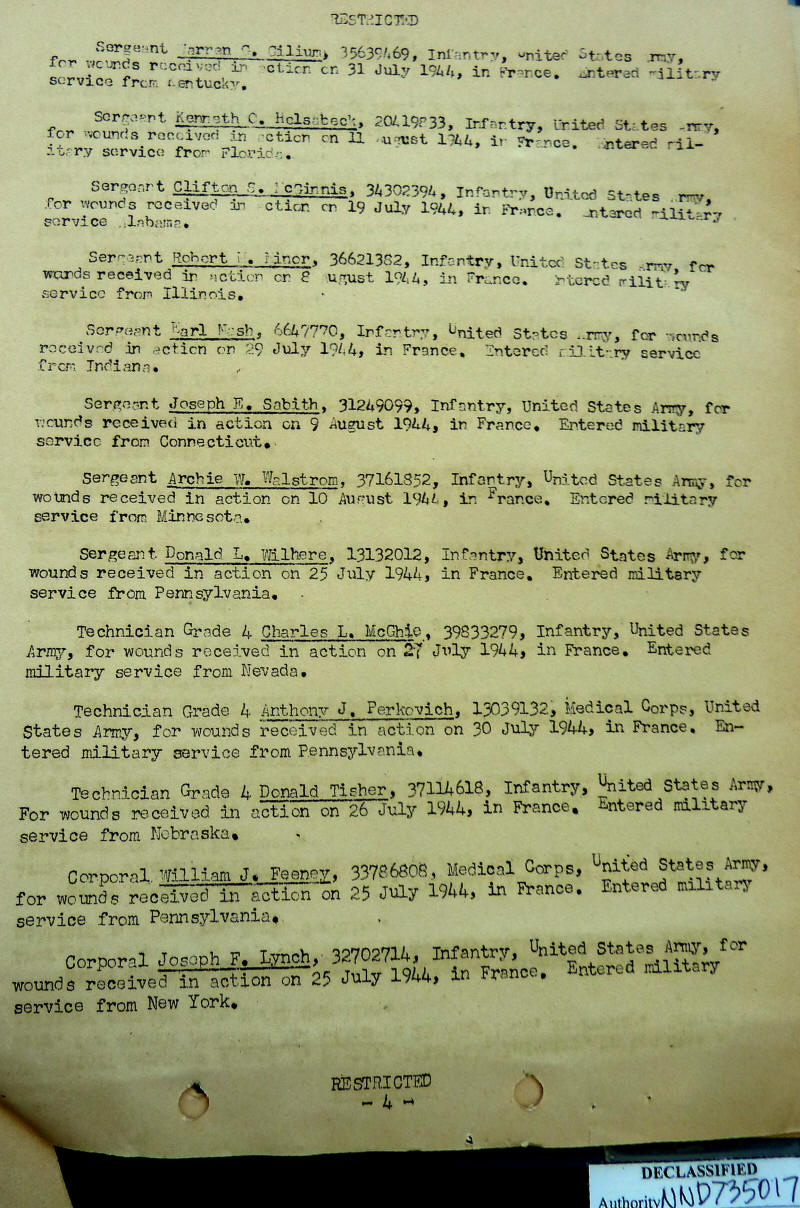 RESTRICTED
Sergeant Warren G. Gilium, 35639469, Infantry, United States Army,
for wounds received in action on 31 July 1944, in France. Entered military
service from Kentucky.
Sergeant Kenneth C. Helsabeck, 20419833, Infantry, United States Army,
for wounds received in action on 11 August 1944, in France. Entered mil-
itary service from Florida.
Sergeant Clifton S. McGinnis, 34302394, Infantry, United States Army,
for wounds received in action on 19 July 1944, in France. Entered military
service Alabama.
Sergeant Robert Miner, 36621382, Infantry, United States Army, for
wounds received in action on 8 August 1944, in France. Entered military
service from Illinois.
Sergeant Earl Nash, 6647770, Infantry, United States Army, for wounds
received in action on 29 July 1944, in France. Entered military service
from Indiana.
Sergeant Joseph E. Sabith, 31249099, Infantry, United States Army, for
wounds received in action on 9 August 1944, in France. Entered military
service from Connecticut.
Sergeant Archie W. Walstrom, 37161852, Infantry, United States Army, for
wounds received in action on 10 August 1944, in France. Entered military
service from Minnesota.
Sergeant Donald L. Wilhere, 13132012, Infantry, United States Army, for
wounds received in action on 25 July 1944, in France. Entered military
service from Pennsylvania.
Technician Grade 4 Charles L. McGhie, 39833279, Infantry, United States
Army, for wounds received in action on 27 July 1944, in France. Entered
military service from Nevada.
Technician Grade 4 Anthony J. Perkovich, 13039132, Medical Corps, United
States Army, for wounds received in action on 30 July 1944, in France. En-
tered military service from Pennsylvania.
Technician Grade 4 Donald Tisher, 37114618, Infantry, United States Army,
For wounds received in action on 26 July 1944, in France. Entered military
service from Nebraska.
Corporal William J. Feeney, 33786808, Medical Corps, United States Army,
for wounds received in action on 25 July 1944, in France. Entered military
service from Pennsylvania.
Corporal Joseph F. Lynch, 32702714, Infantry, United States Army, for
wounds received in action on 25 July 1944, in France. Entered military
service from New York.
RESTRICTED
- 4 -
DECLASSIFIED
Authority NND735017